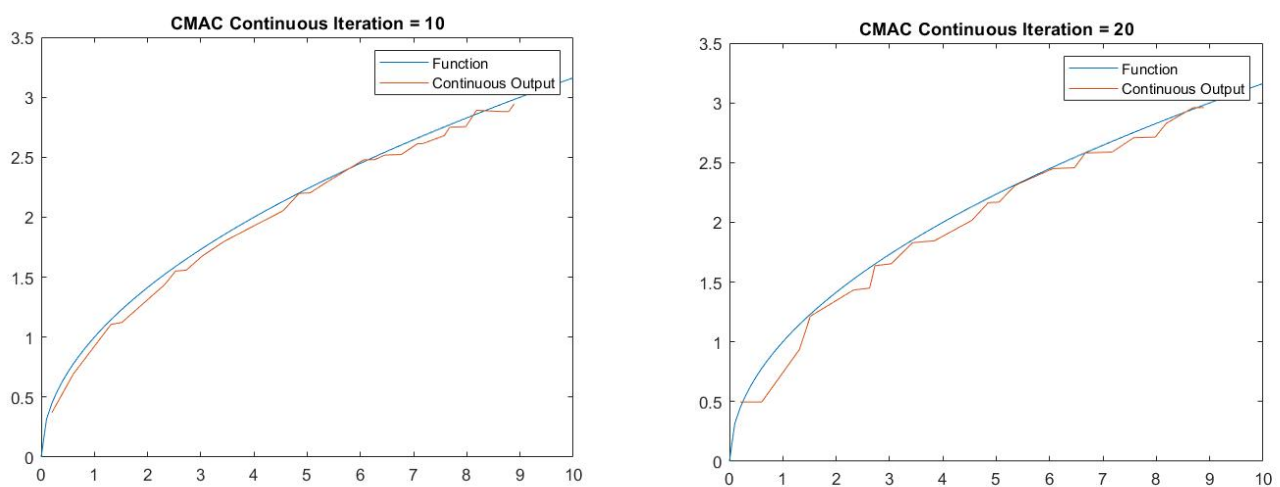 CMAC Continuous Iteration = 10
3.5
3
2.5
2
1.5
1
0.5
0
Function
Continuous Output
0 1 2 3 4 5 6 7 8 9 10
CMAC Continuous Iteration = 20
3.5
3
2.5
2
1.5
1
0.5
0
Function
Continuous Output
0 1 2 3 4 5 6 7 8 9 10